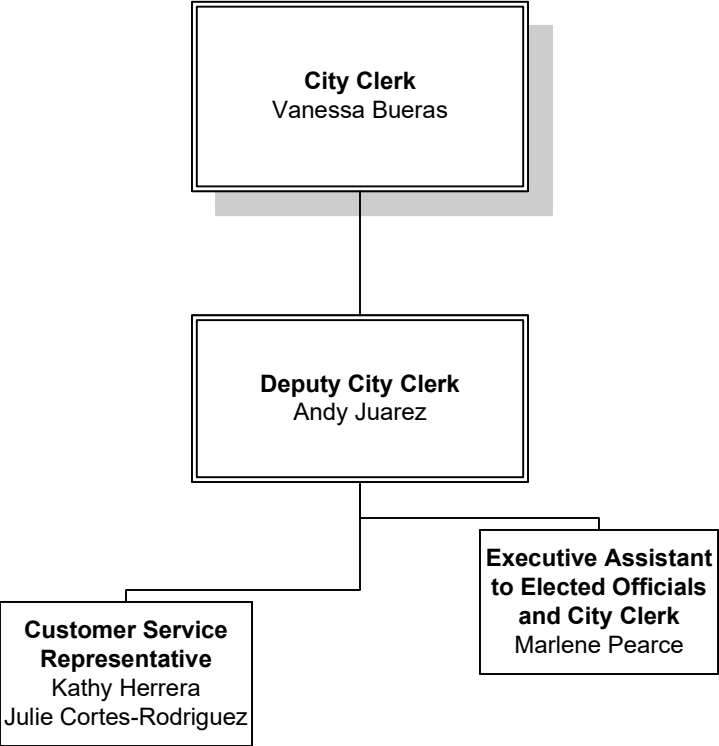 City Clerk
Vanessa Bueras
Deputy City Clerk
Andy Juarez
Executive Assistant
to Elected Officials
and City Clerk
Marlene Pearce
Customer Service
Representative
Kathy Herrera
Julie Cortes-Rodriguez